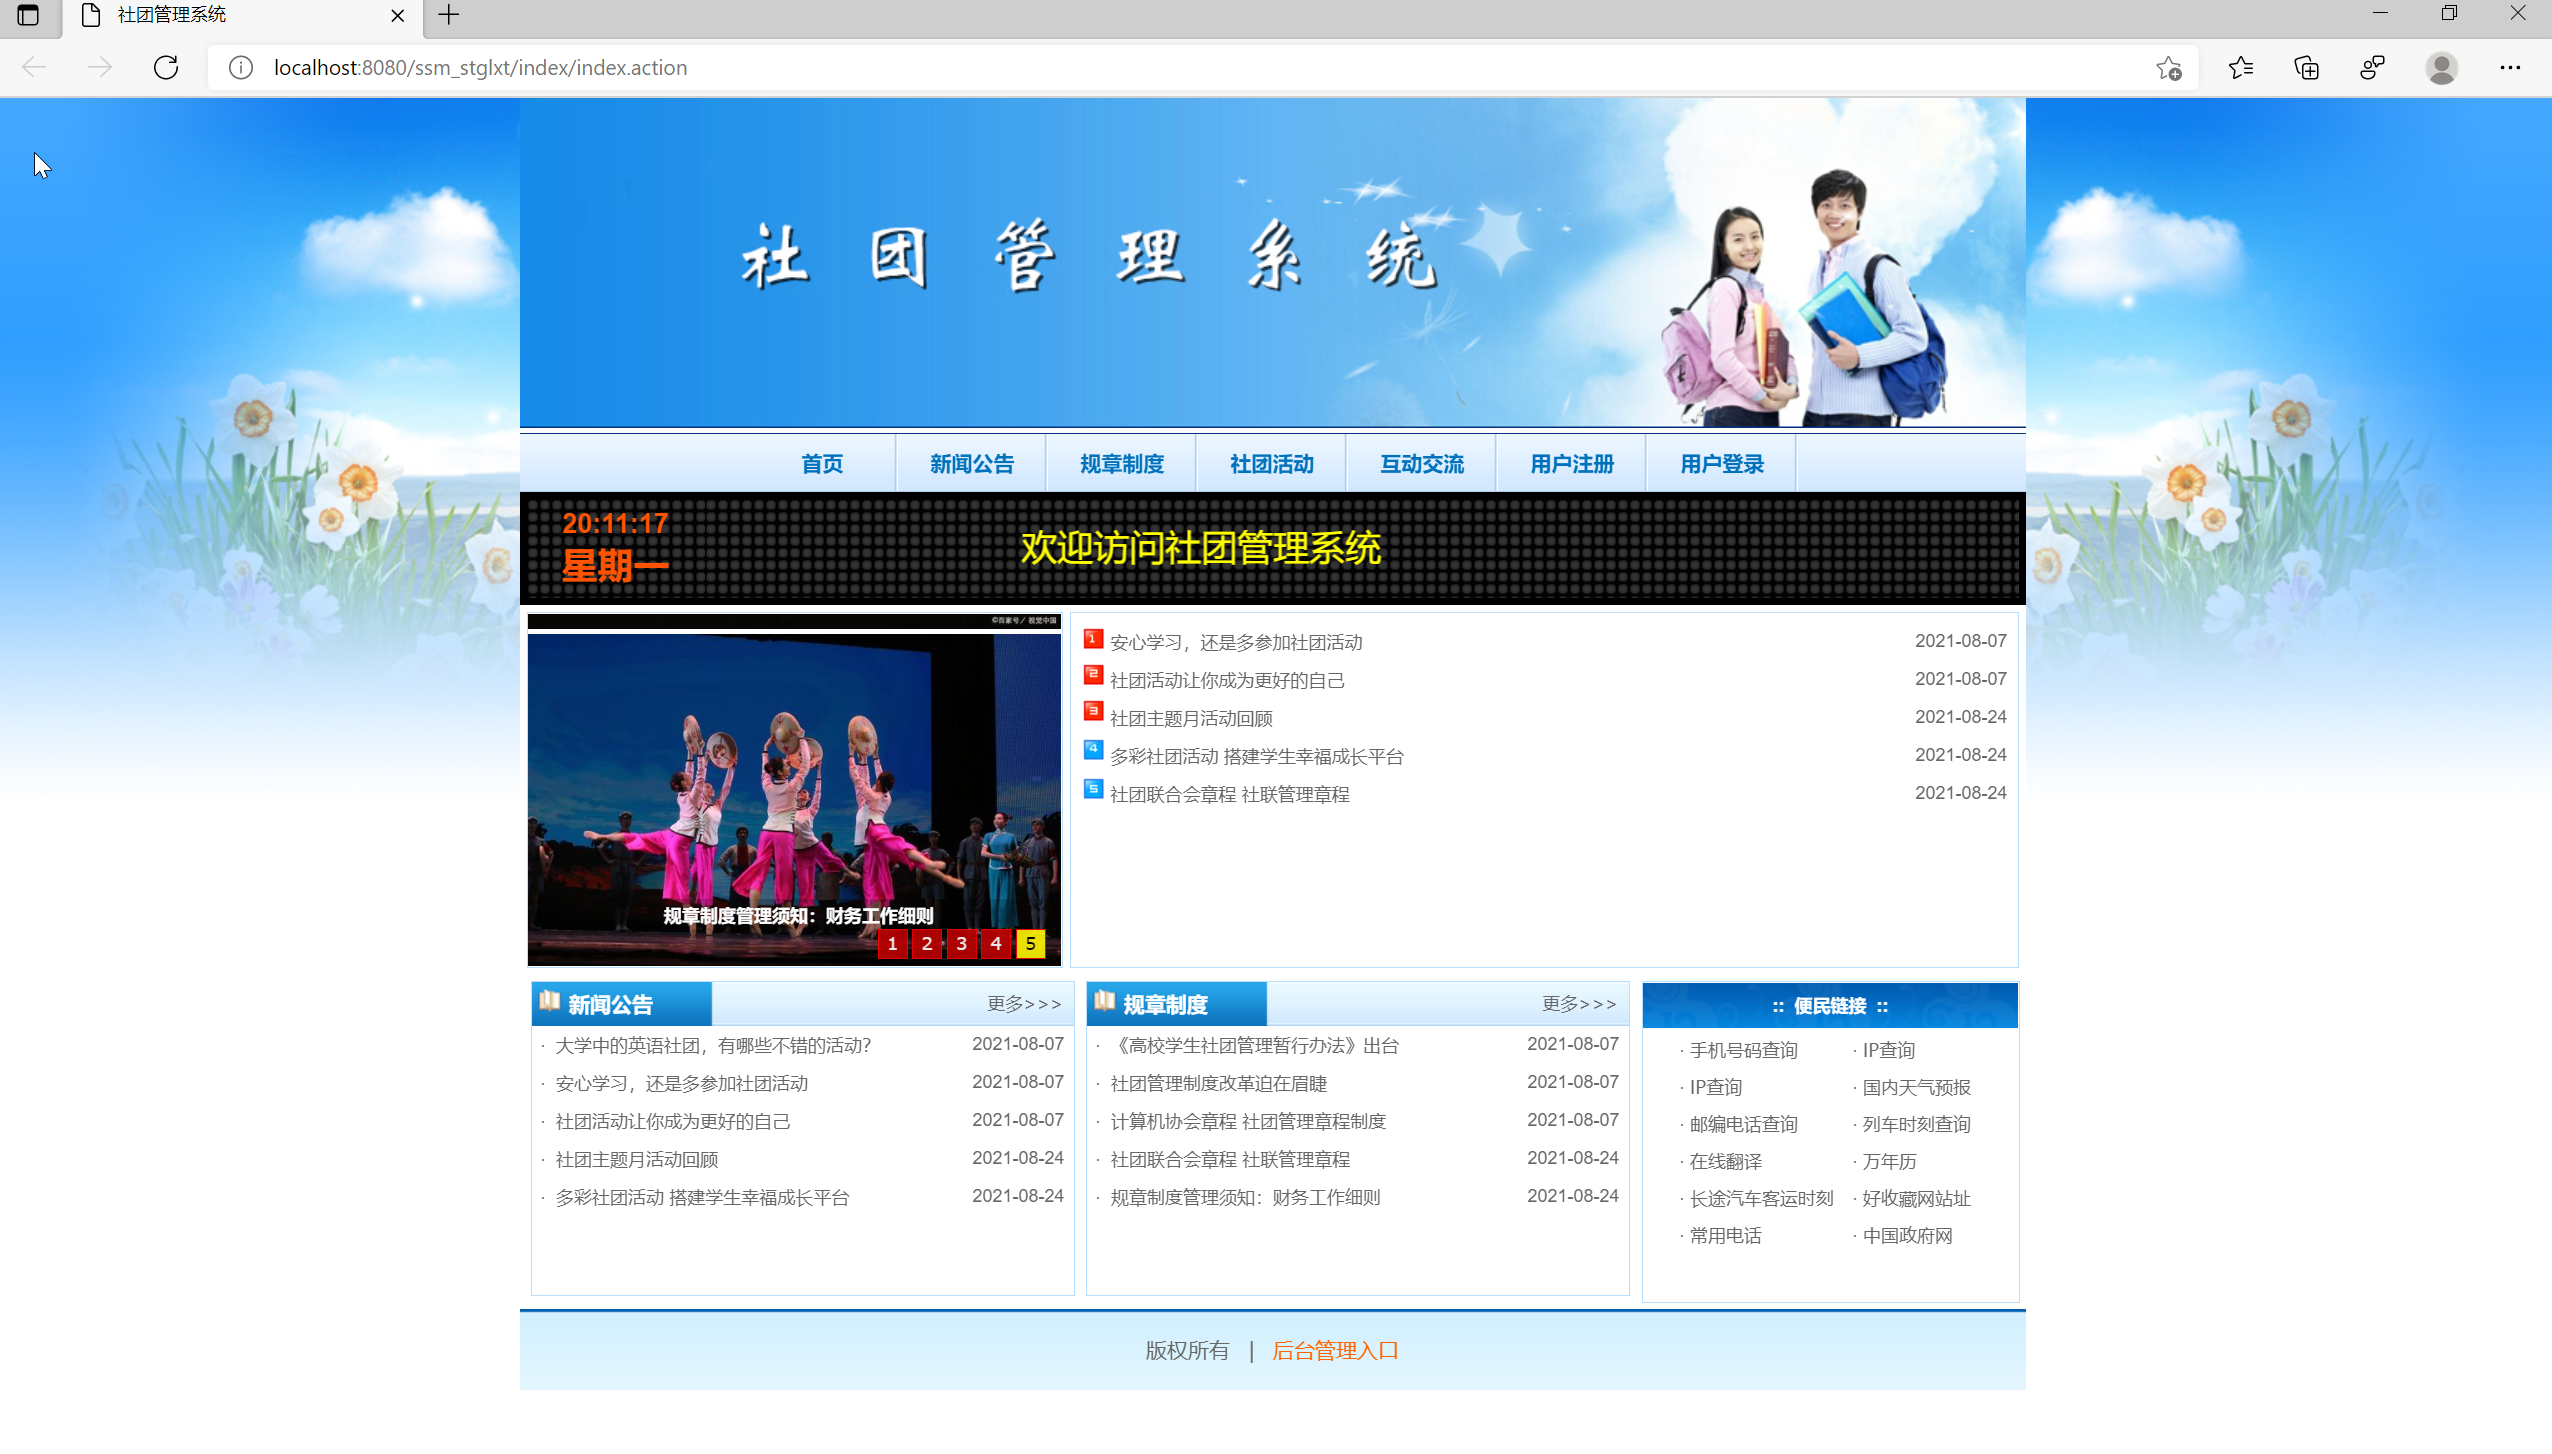 社团管理系统
localhost:8080/ssm_stglxt/index/index.action
社团管理系统
首页 新闻公告 规章制度 社团活动 互动交流 用户注册 用户登录
20:11:17
星期一
欢迎访问社团管理系统
©百家号／视觉中国
规章制度管理须知：财务工作细则
1 2 3 4 5
1 安心学习，还是多参加社团活动 2021-08-07
2 社团活动让你成为更好的自己 2021-08-07
3 社团主题月活动回顾 2021-08-24
4 多彩社团活动 搭建学生幸福成长平台 2021-08-24
5 社团联合会章程 社联管理章程 2021-08-24
新闻公告 更多>>>
· 大学中的英语社团，有哪些不错的活动？ 2021-08-07
· 安心学习，还是多参加社团活动 2021-08-07
· 社团活动让你成为更好的自己 2021-08-07
· 社团主题月活动回顾 2021-08-24
· 多彩社团活动 搭建学生幸福成长平台 2021-08-24
规章制度 更多>>>
· 《高校学生社团管理暂行办法》出台 2021-08-07
· 社团管理制度改革迫在眉睫 2021-08-07
· 计算机协会章程 社团管理章程制度 2021-08-07
· 社团联合会章程 社联管理章程 2021-08-24
· 规章制度管理须知：财务工作细则 2021-08-24
:: 便民链接 ::
· 手机号码查询 · IP查询
· IP查询 · 国内天气预报
· 邮编电话查询 · 列车时刻查询
· 在线翻译 · 万年历
· 长途汽车客运时刻 · 好收藏网站址
· 常用电话 · 中国政府网
版权所有 | 后台管理入口